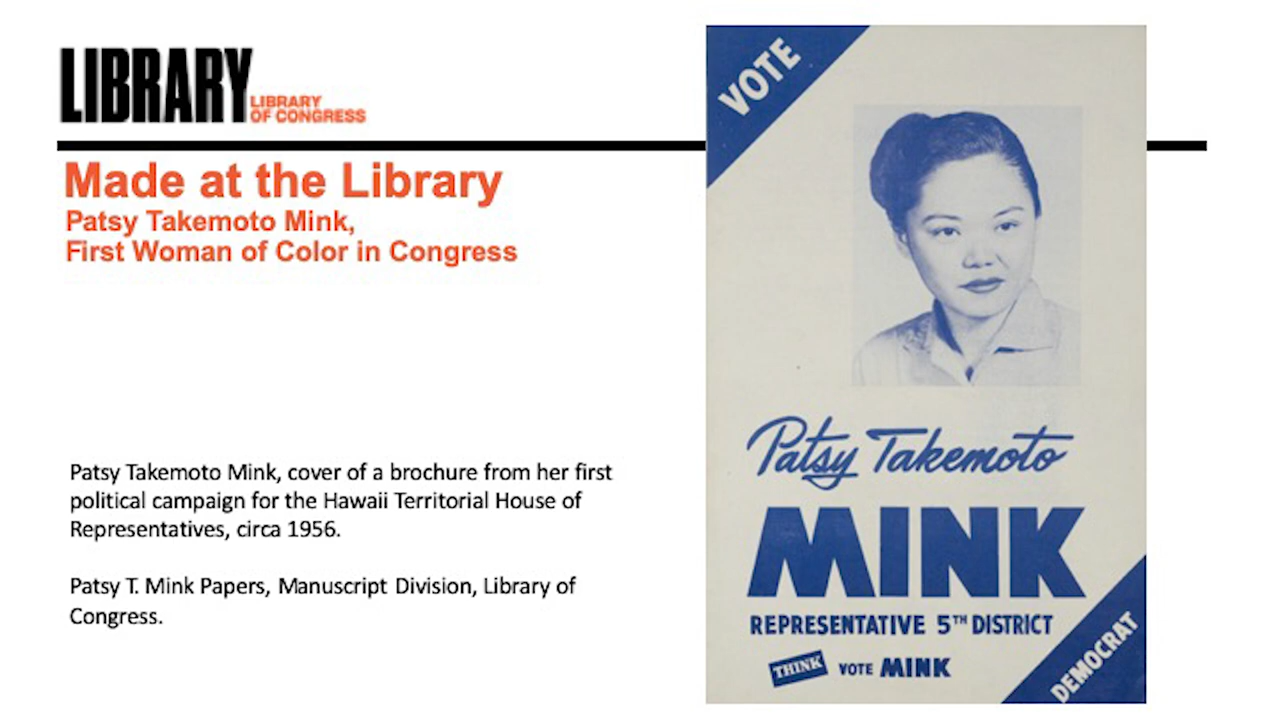 LIBRARY
LIBRARY
OF CONGRESS
Made at the Library
Patsy Takemoto Mink,
First Woman of Color in Congress
Patsy Takemoto Mink, cover of a brochure from her first
political campaign for the Hawaii Territorial House of
Representatives, circa 1956.
Patsy T. Mink Papers, Manuscript Division, Library of
Congress.
VOTE
Patsy Takemoto
MINK
REPRESENTATIVE 5TH DISTRICT
THINK VOTE MINK
DEMOCRAT